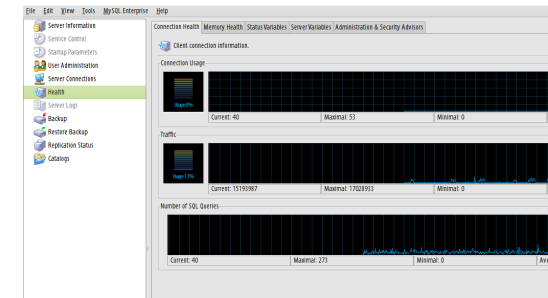 File Edit View Tools MySQL Enterprise Help
Server Information
Service Control
Startup Parameters
User Administration
Server Connections
Health
Server Logs
Backup
Restore Backup
Replication Status
Catalogs
Connection Health Memory Health Status Variables Server Variables Administration & Security Advisors
Client connection information.
Connection Usage
Usage 0%
Current: 40 Maximal: 53 Minimal: 0
Traffic
Current: 15193987 Maximal: 17028933 Minimal: 0
Number of SQL Queries
Current: 40 Maximal: 273 Minimal: 0